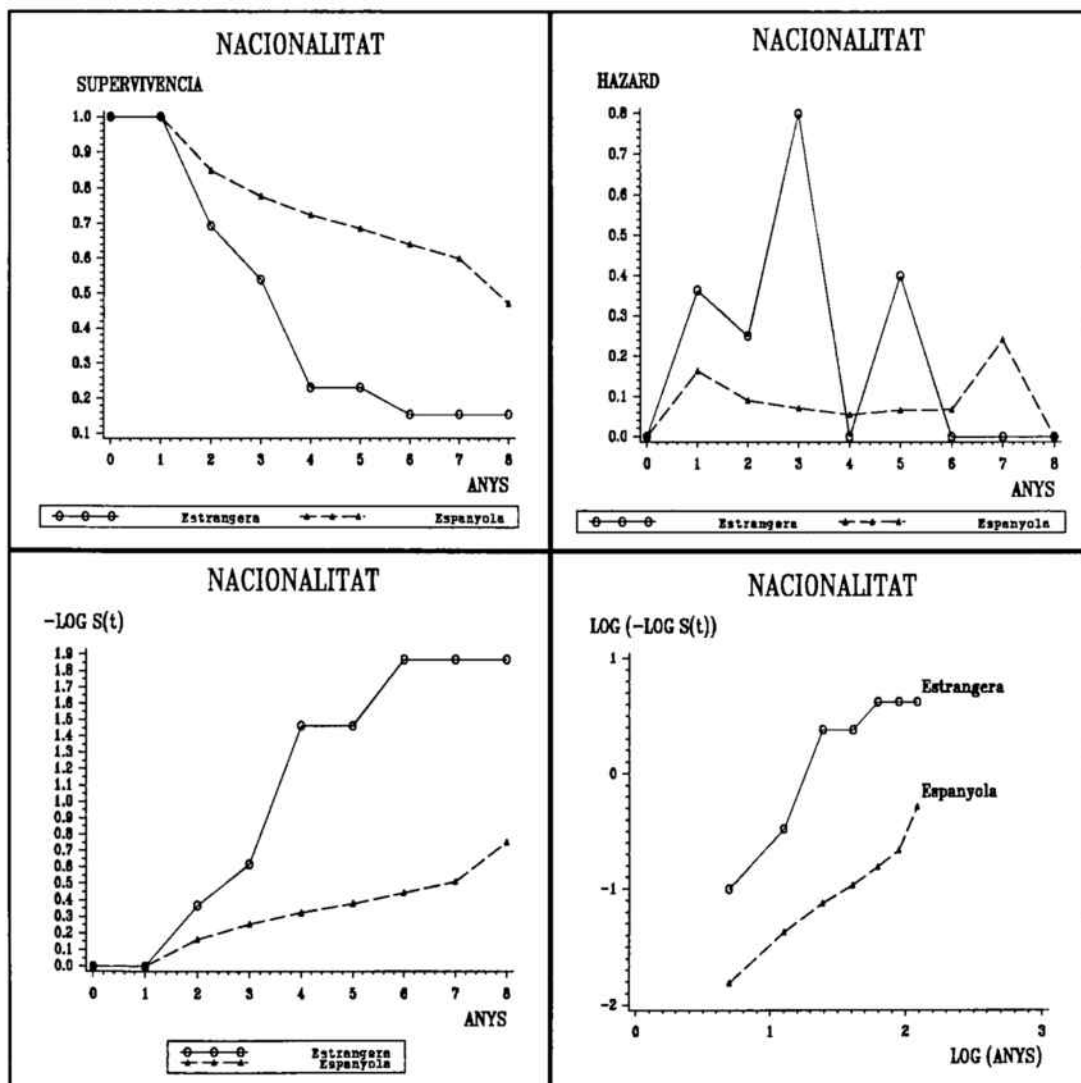 NACIONALITAT
SUPERVIVENCIA
1.0
0.9
0.8
0.7
0.6
0.5
0.4
0.3
0.2
0.1
0 1 2 3 4 5 6 7 8
ANYS
Estrangera Espanyola
NACIONALITAT
HAZARD
0.8
0.7
0.6
0.5
0.4
0.3
0.2
0.1
0.0
0 1 2 3 4 5 6 7 8
ANYS
Estrangera Espanyola
NACIONALITAT
-LOG S(t)
1.9
1.8
1.7
1.6
1.5
1.4
1.3
1.2
1.1
1.0
0.9
0.8
0.7
0.6
0.5
0.4
0.3
0.2
0.1
0.0
0 1 2 3 4 5 6 7 8
ANYS
Estrangera
Espanyola
NACIONALITAT
LOG (-LOG S(t))
1
Estrangera
0
Espanyola
-1
-2
0 1 2 3
LOG (ANYS)